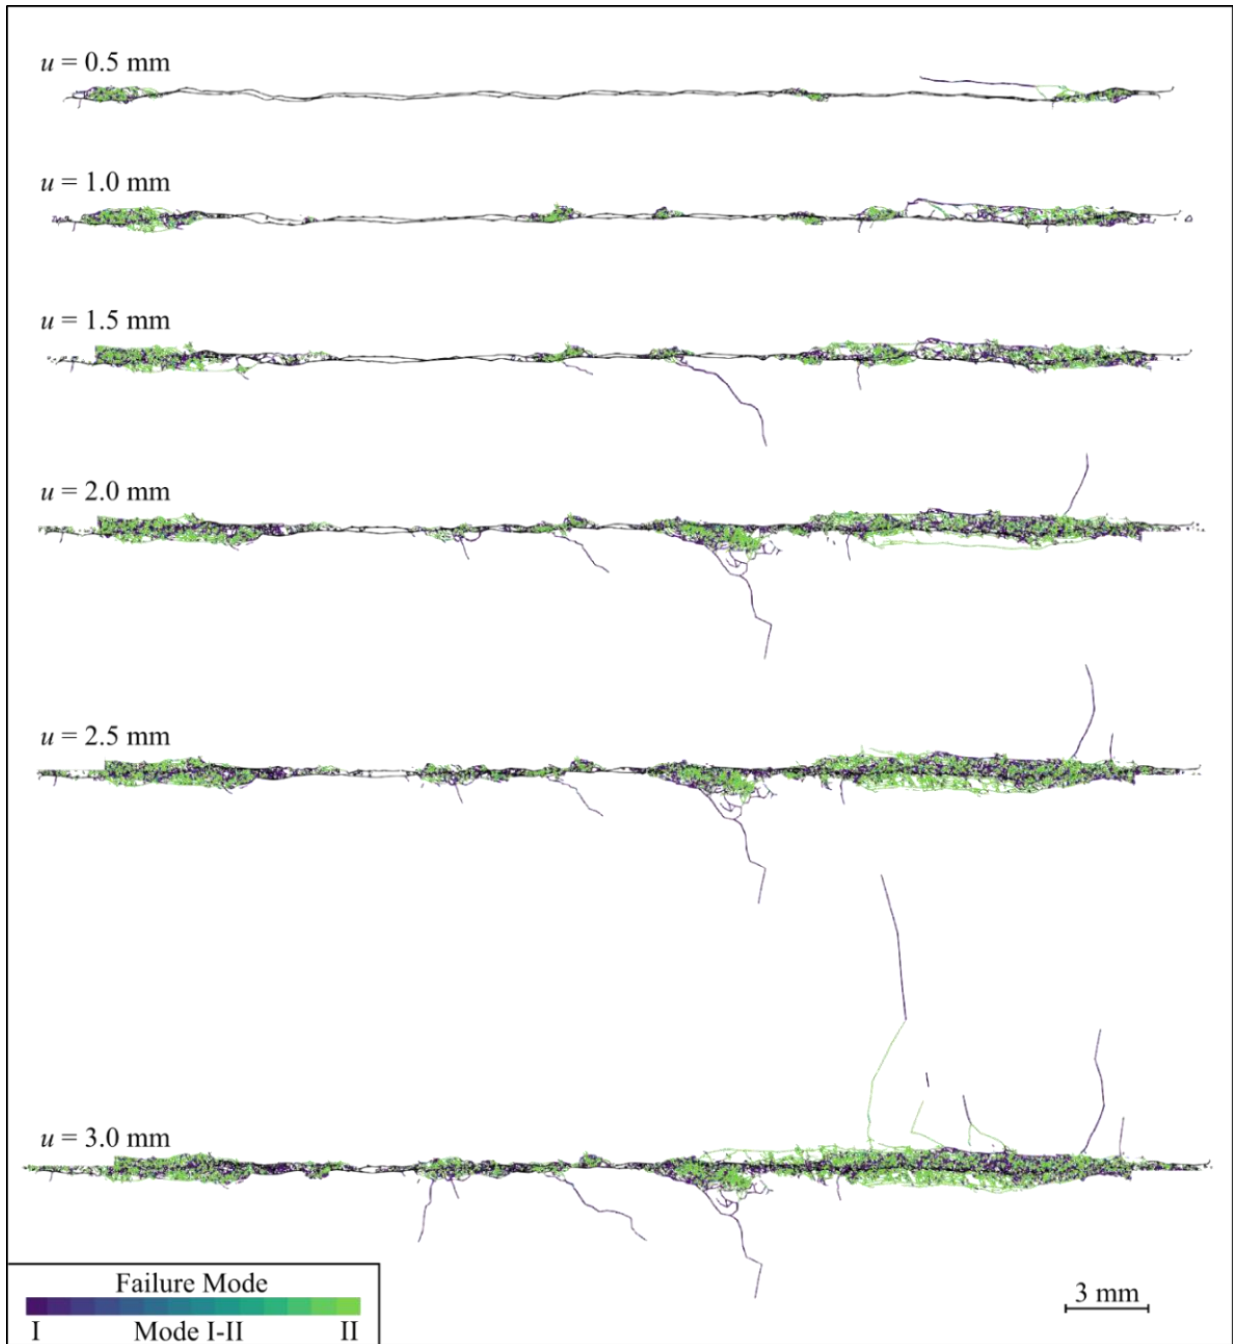 u = 0.5 mm
u = 1.0 mm
u = 1.5 mm
u = 2.0 mm
u = 2.5 mm
u = 3.0 mm
Failure Mode
I Mode I-II II
3 mm